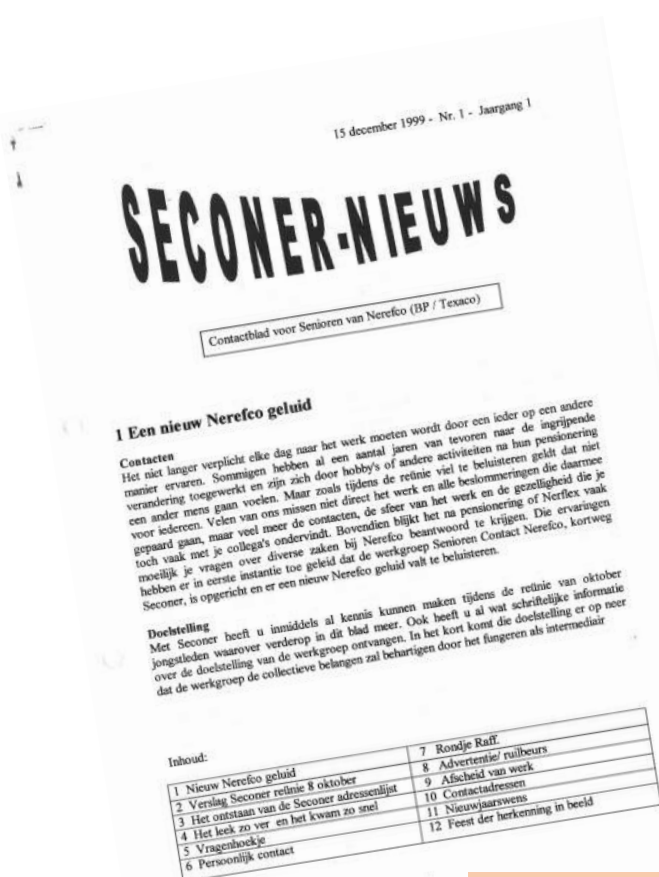 15 december 1999 - Nr. 1 - Jaargang 1
SECONER-NIEUWS
Contactblad voor Senioren van Nerefco (BP / Texaco)
1 Een nieuw Nerefco geluid
Contacten
Het niet langer verplicht elke dag naar het werk moeten wordt door een ieder op een andere
manier ervaren. Sommigen hebben al een aantal jaren van tevoren naar de ingrijpende
verandering toegewerkt en zijn zich door hobby's of andere activiteiten na hun pensionering
een ander mens gaan voelen. Maar zoals tijdens de reünie viel te beluisteren geldt dat niet
voor iedereen. Velen van ons missen niet direct het werk en alle beslommeringen die daarmee
gepaard gaan, maar veel meer de contacten, de sfeer van het werk en de gezelligheid die je
toch vaak met je collega's ondervindt. Bovendien blijkt het na pensionering of Nerflex vaak
moeilijk je vragen over diverse zaken bij Nerefco beantwoord te krijgen. Die ervaringen
hebben er in eerste instantie toe geleid dat de werkgroep Senioren Contact Nerefco, kortweg
Seconer, is opgericht en er een nieuw Nerefco geluid valt te beluisteren.
Doelstelling
Met Seconer heeft u inmiddels al kennis kunnen maken tijdens de reünie van oktober
jongstleden waarover verderop in dit blad meer. Ook heeft u al wat schriftelijke informatie
over de doelstelling van de werkgroep ontvangen. In het kort komt die doelstelling er op neer
dat de werkgroep de collectieve belangen zal behartigen door het fungeren als intermediair
Inhoud:
1 Nieuw Nerefco geluid
2 Verslag Seconer reünie 8 oktober
3 Het ontstaan van de Seconer adressenlijst
4 Het leek zo ver en het kwam zo snel
5 Vragenhoekje
6 Persoonlijk contact
7 Rondje Raff.
8 Advertentie/ ruilbeurs
9 Afscheid van werk
10 Contactadressen
11 Nieuwjaarswens
12 Feest der herkenning in beeld